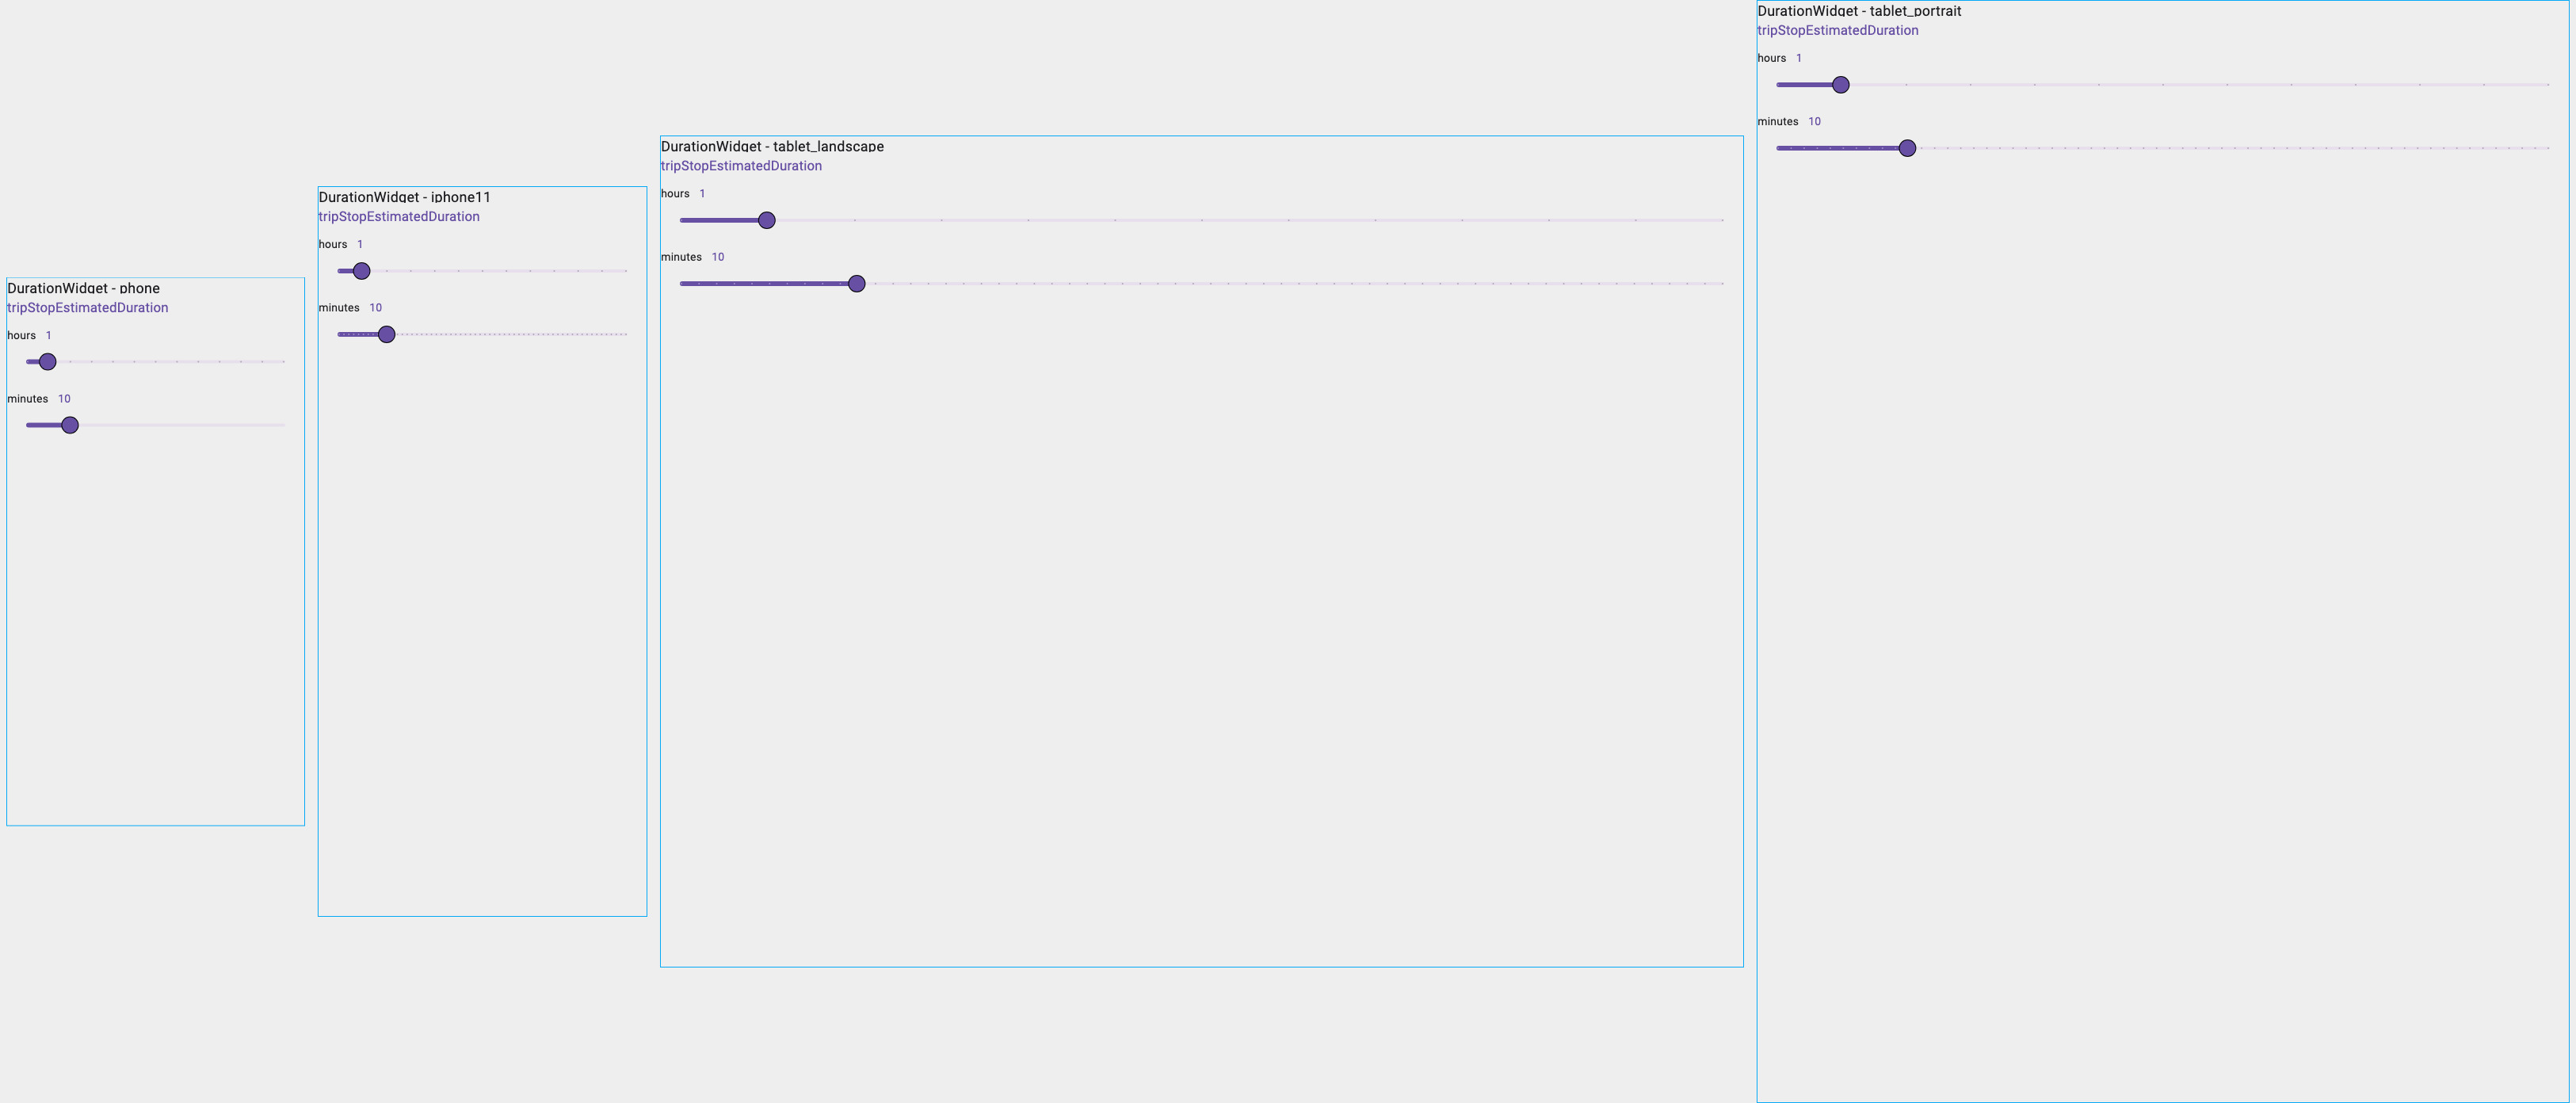 DurationWidget - phone
tripStopEstimatedDuration
hours 1
minutes 10
DurationWidget - iphone11
tripStopEstimatedDuration
hours 1
minutes 10
DurationWidget - tablet_landscape
tripStopEstimatedDuration
hours 1
minutes 10
DurationWidget - tablet_portrait
tripStopEstimatedDuration
hours 1
minutes 10